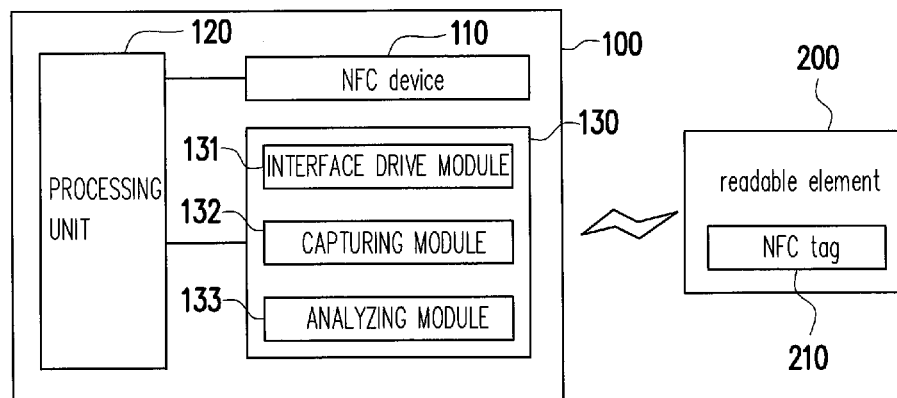 120
110
100
NFC device
200
130
131
INTERFACE DRIVE MODULE
readable element
PROCESSING
UNIT
132
CAPTURING MODULE
NFC tag
133
ANALYZING MODULE
210